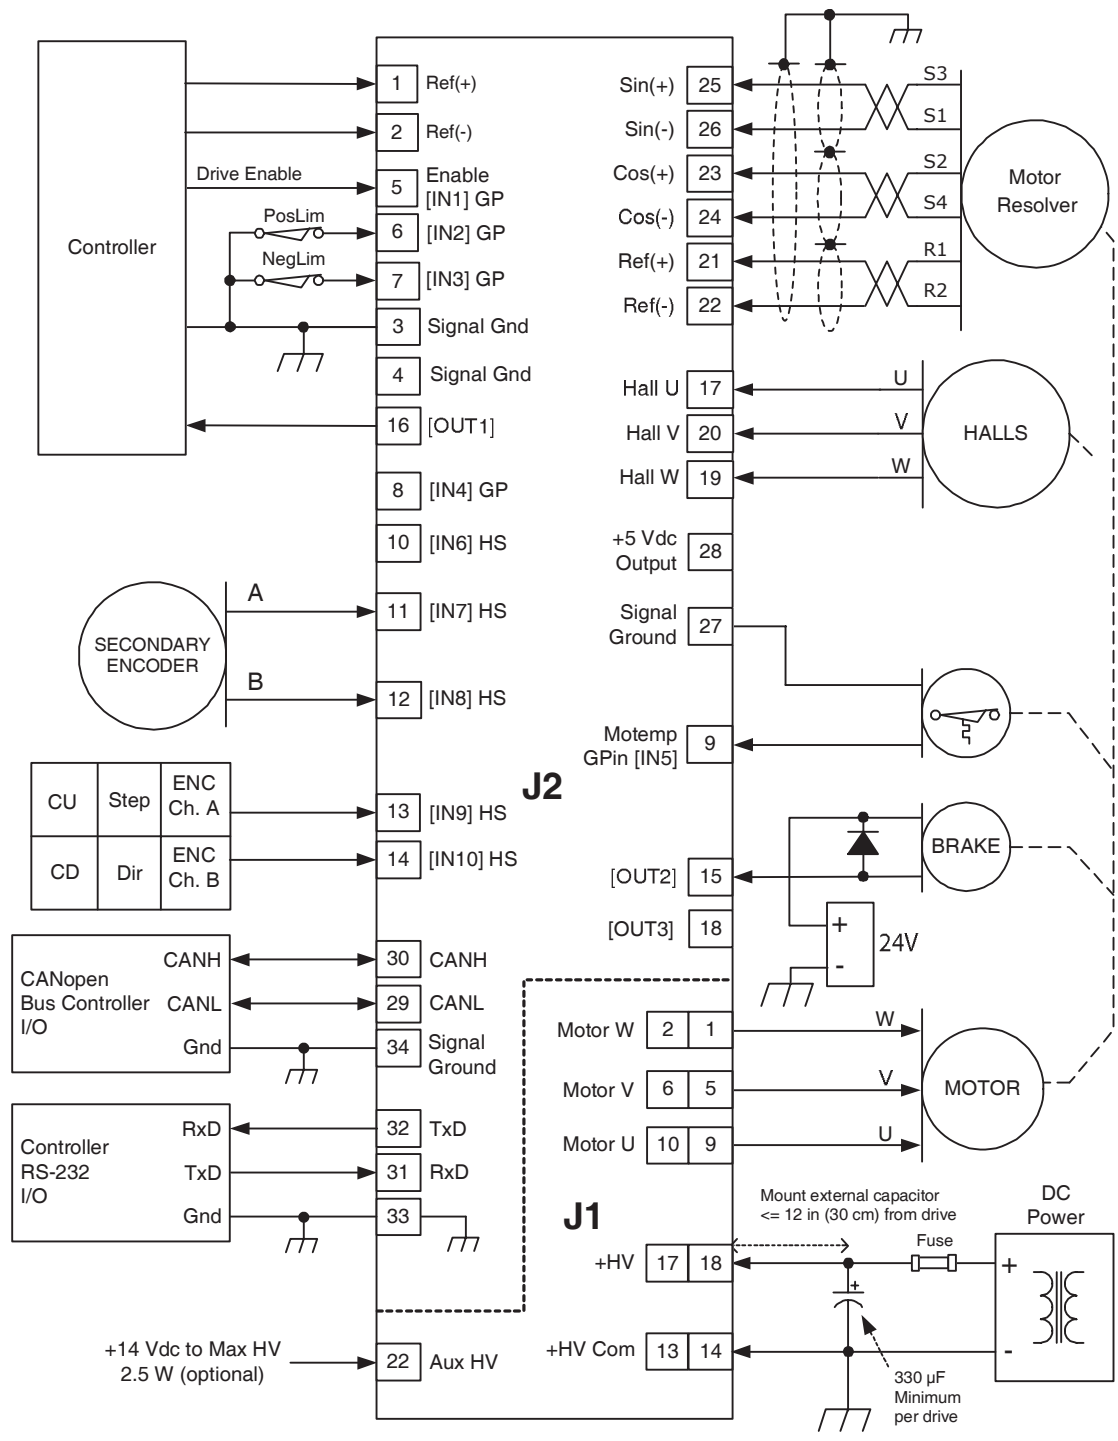 Controller
Drive Enable
PosLim
NegLim
1 Ref(+)
2 Ref(-)
5 Enable
[IN1] GP
6 [IN2] GP
7 [IN3] GP
3 Signal Gnd
4 Signal Gnd
16 [OUT1]
8 [IN4] GP
10 [IN6] HS
SECONDARY
ENCODER
A
B
11 [IN7] HS
12 [IN8] HS
CU Step ENC
Ch. A
CD Dir ENC
Ch. B
13 [IN9] HS
14 [IN10] HS
J2
CANopen
Bus Controller
I/O
CANH
CANL
Gnd
30 CANH
29 CANL
34 Signal
Ground
Controller
RS-232
I/O
RxD
TxD
Gnd
32 TxD
31 RxD
33
+14 Vdc to Max HV
2.5 W (optional)
22 Aux HV
Sin(+) 25 S3
Sin(-) 26 S1
Cos(+) 23 S2
Cos(-) 24 S4
Ref(+) 21 R1
Ref(-) 22 R2
Motor
Resolver
Hall U 17 U
Hall V 20 V
Hall W 19 W
HALLS
+5 Vdc
Output 28
Signal
Ground 27
Motemp
GPin [IN5] 9
BRAKE
[OUT2] 15
[OUT3] 18
+
-
24V
Motor W 2 1 W
Motor V 6 5 V
Motor U 10 9 U
MOTOR
J1
Mount external capacitor
<= 12 in (30 cm) from drive
DC
Power
Fuse
+HV 17 18
+
+
+HV Com 13 14
-
330 µF
Minimum
per drive